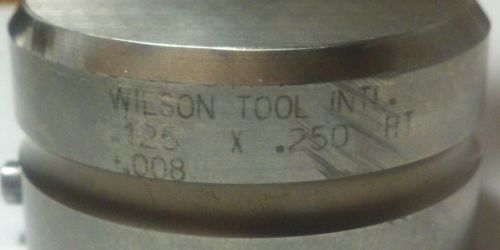 WILSON TOOL INTL.
.125 X .250 RT
+.008